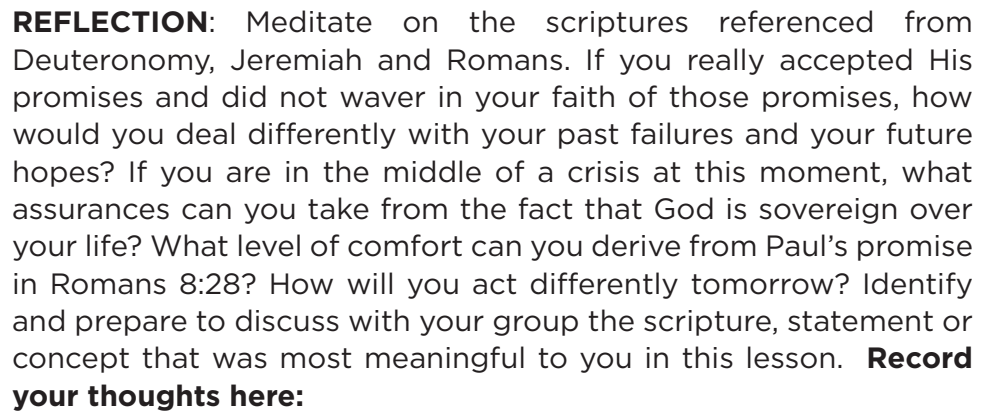 REFLECTION: Meditate on the scriptures referenced from
Deuteronomy, Jeremiah and Romans. If you really accepted His
promises and did not waver in your faith of those promises, how
would you deal differently with your past failures and your future
hopes? If you are in the middle of a crisis at this moment, what
assurances can you take from the fact that God is sovereign over
your life? What level of comfort can you derive from Paul’s promise
in Romans 8:28? How will you act differently tomorrow? Identify
and prepare to discuss with your group the scripture, statement or
concept that was most meaningful to you in this lesson. Record
your thoughts here: